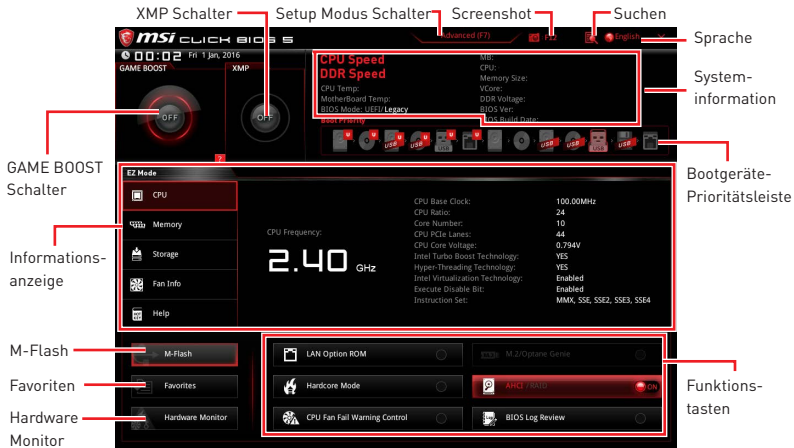 XMP Schalter
Setup Modus Schalter
Screenshot
Suchen
msi CLICK BIOS 5
Advanced (F7)
F12
English
X
Sprache
00:02 Fri 1 Jan, 2016
GAME BOOST
XMP
OFF
OFF
CPU Speed
DDR Speed
CPU Temp:
MotherBoard Temp:
BIOS Mode: UEFI/Legacy
Boot Priority
MB:
CPU:
Memory Size:
VCore:
DDR Voltage:
BIOS Ver:
BIOS Build Date:
System-
information
U U USB U USB U U U USB USB USB USB
?
GAME BOOST
Schalter
Bootgeräte-
Prioritätsleiste
EZ Mode
CPU
Memory
Storage
Fan Info
Help
CPU Frequency:
2.40 GHz
CPU Base Clock: 100.00MHz
CPU Ratio: 24
Core Number: 10
CPU PCIe Lanes: 44
CPU Core Voltage: 0.794V
Intel Turbo Boost Technology: YES
Hyper-Threading Technology: YES
Intel Virtualization Technology: Enabled
Execute Disable Bit: Enabled
Instruction Set: MMX, SSE, SSE2, SSE3, SSE4
Informations-
anzeige
M-Flash
Favoriten
Hardware
Monitor
M-Flash
Favorites
Hardware Monitor
LAN Option ROM
M.2/Optane Genie
Hardcore Mode
AHCI /RAID
ON
CPU Fan Fail Warning Control
BIOS Log Review
Funktions-
tasten